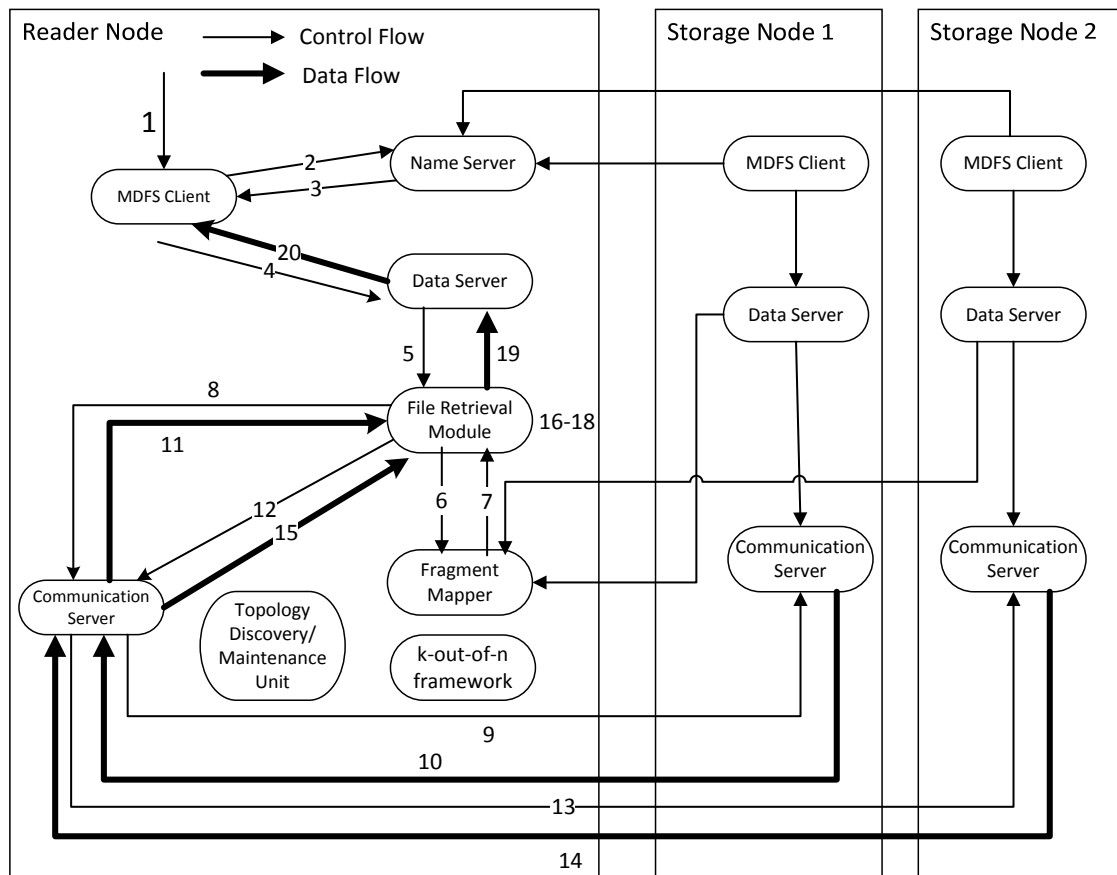 Reader Node
Control Flow
Data Flow
Storage Node 1
Storage Node 2
1
2
3
Name Server
MDFS CLient
MDFS Client
MDFS Client
20
4
Data Server
Data Server
Data Server
5
19
8
File Retrieval
Module
16-18
11
12
6
7
15
Communication
Server
Communication
Server
Fragment
Mapper
Communication
Server
Topology
Discovery/
Maintenance
Unit
k-out-of-n
framework
9
10
13
14